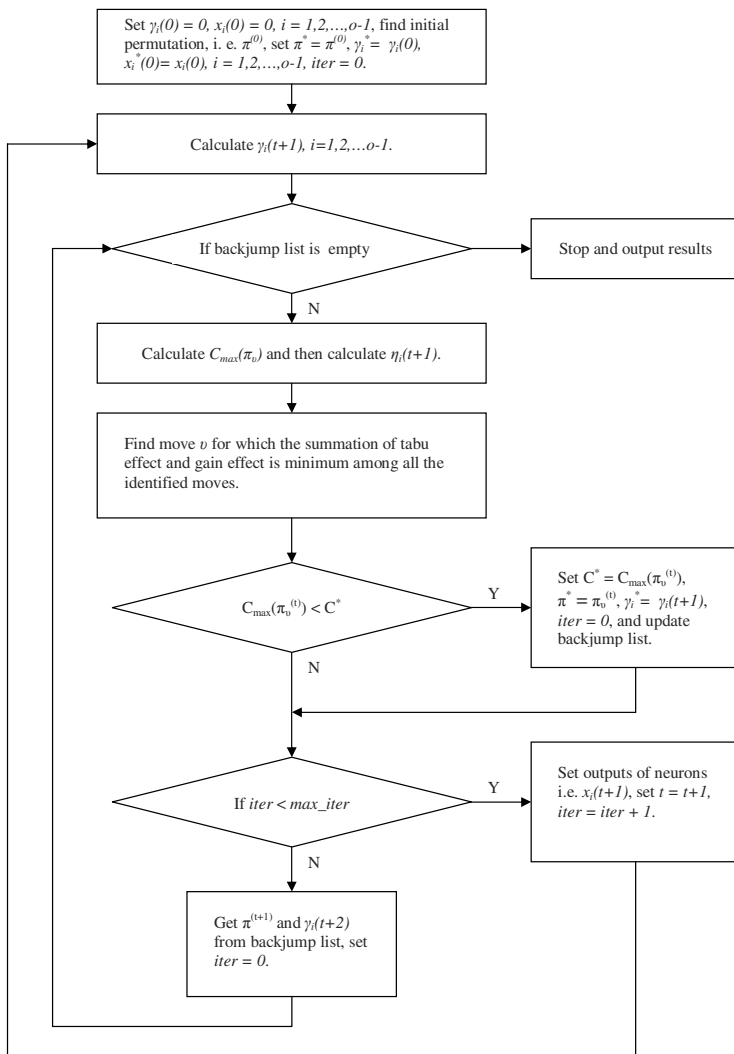 Set γᵢ(0) = 0, xᵢ(0) = 0, i = 1,2,…,o-1, find initial
permutation, i. e. π⁽⁰⁾, set π* = π⁽⁰⁾, γᵢ* = γᵢ(0),
xᵢ*(0)= xᵢ(0), i = 1,2,…,o-1, iter = 0.
Calculate γᵢ(t+1), i=1,2,…o-1.
If backjump list is empty
Stop and output results
N
Calculate Cₘₐₓ(π_υ) and then calculate ηᵢ(t+1).
Find move υ for which the summation of tabu
effect and gain effect is minimum among all the
identified moves.
Cₘₐₓ(π_υ⁽ᵗ⁾) < C*
Y
Set C* = Cₘₐₓ(π_υ⁽ᵗ⁾),
π* = π_υ⁽ᵗ⁾, γᵢ* = γᵢ(t+1),
iter = 0, and update
backjump list.
N
If iter < max_iter
Y
Set outputs of neurons
i.e. xᵢ(t+1), set t = t+1,
iter = iter + 1.
N
Get π⁽ᵗ⁺¹⁾ and γᵢ(t+2)
from backjump list, set
iter = 0.